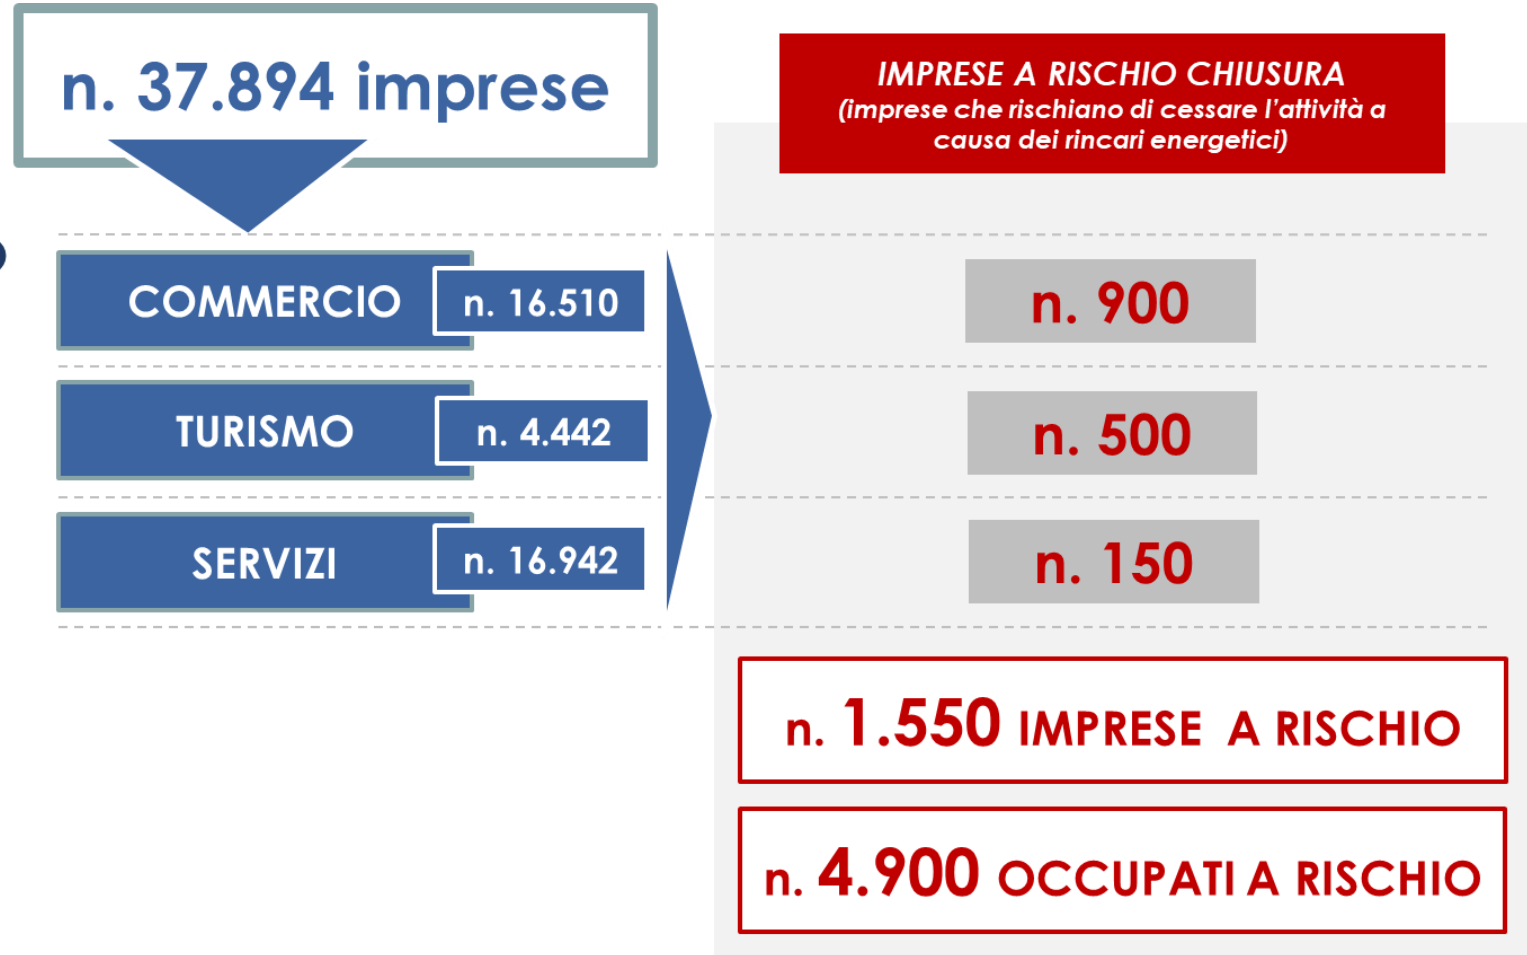 n. 37.894 imprese
IMPRESE A RISCHIO CHIUSURA
(imprese che rischiano di cessare l'attività a
causa dei rincari energetici)
COMMERCIO n. 16.510
n. 900
TURISMO n. 4.442
n. 500
SERVIZI n. 16.942
n. 150
n. 1.550 IMPRESE A RISCHIO
n. 4.900 OCCUPATI A RISCHIO